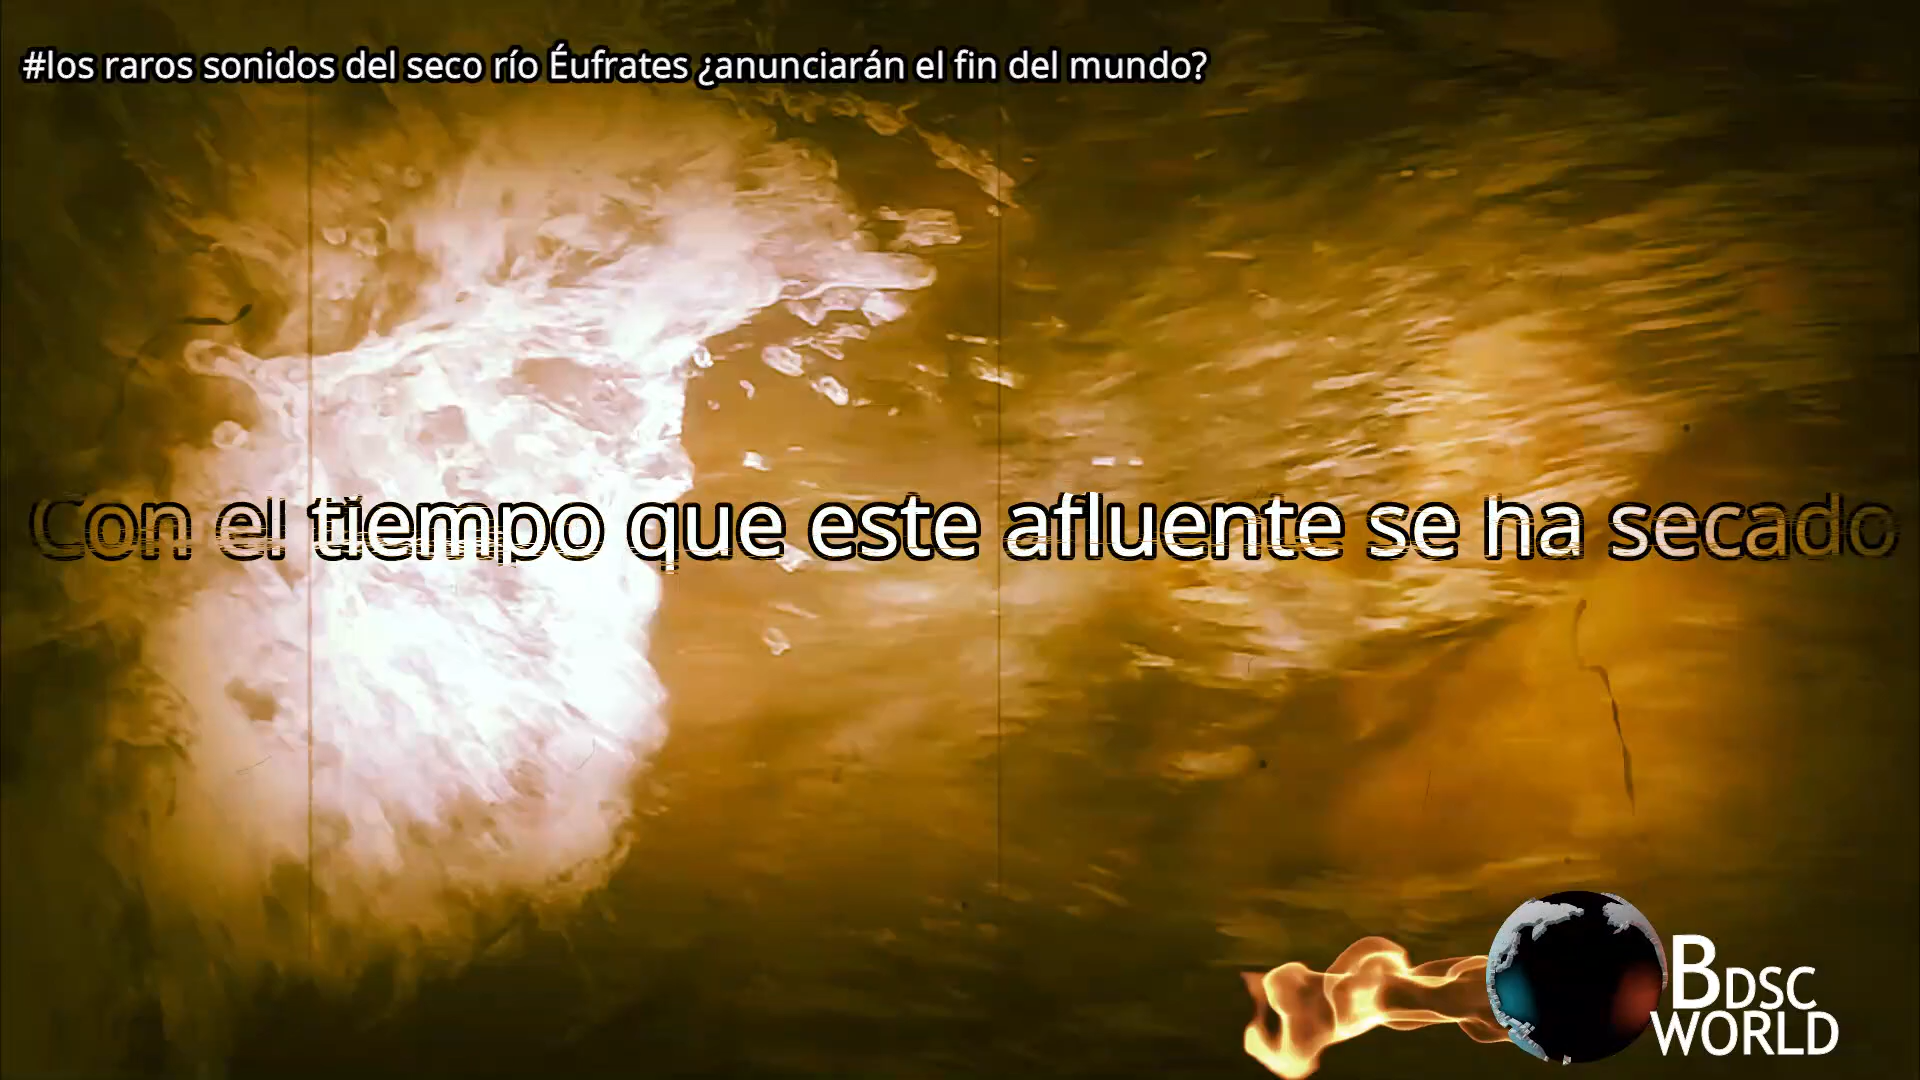 #los raros sonidos del seco río Éufrates ¿anunciarán el fin del mundo?
Con el tiempo que este afluente se ha secado
BDSC
WORLD